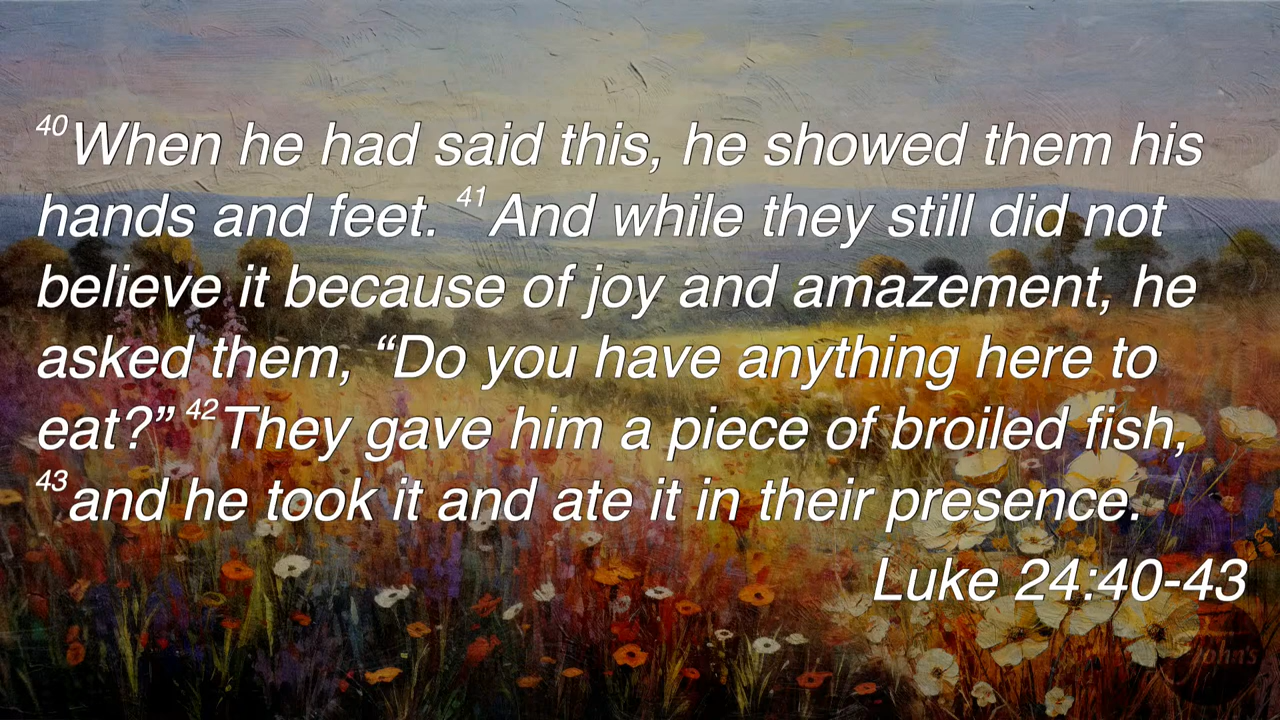 40When he had said this, he showed them his
hands and feet. 41And while they still did not
believe it because of joy and amazement, he
asked them, “Do you have anything here to
eat?” 42They gave him a piece of broiled fish,
43and he took it and ate it in their presence.
Luke 24:40-43
John's